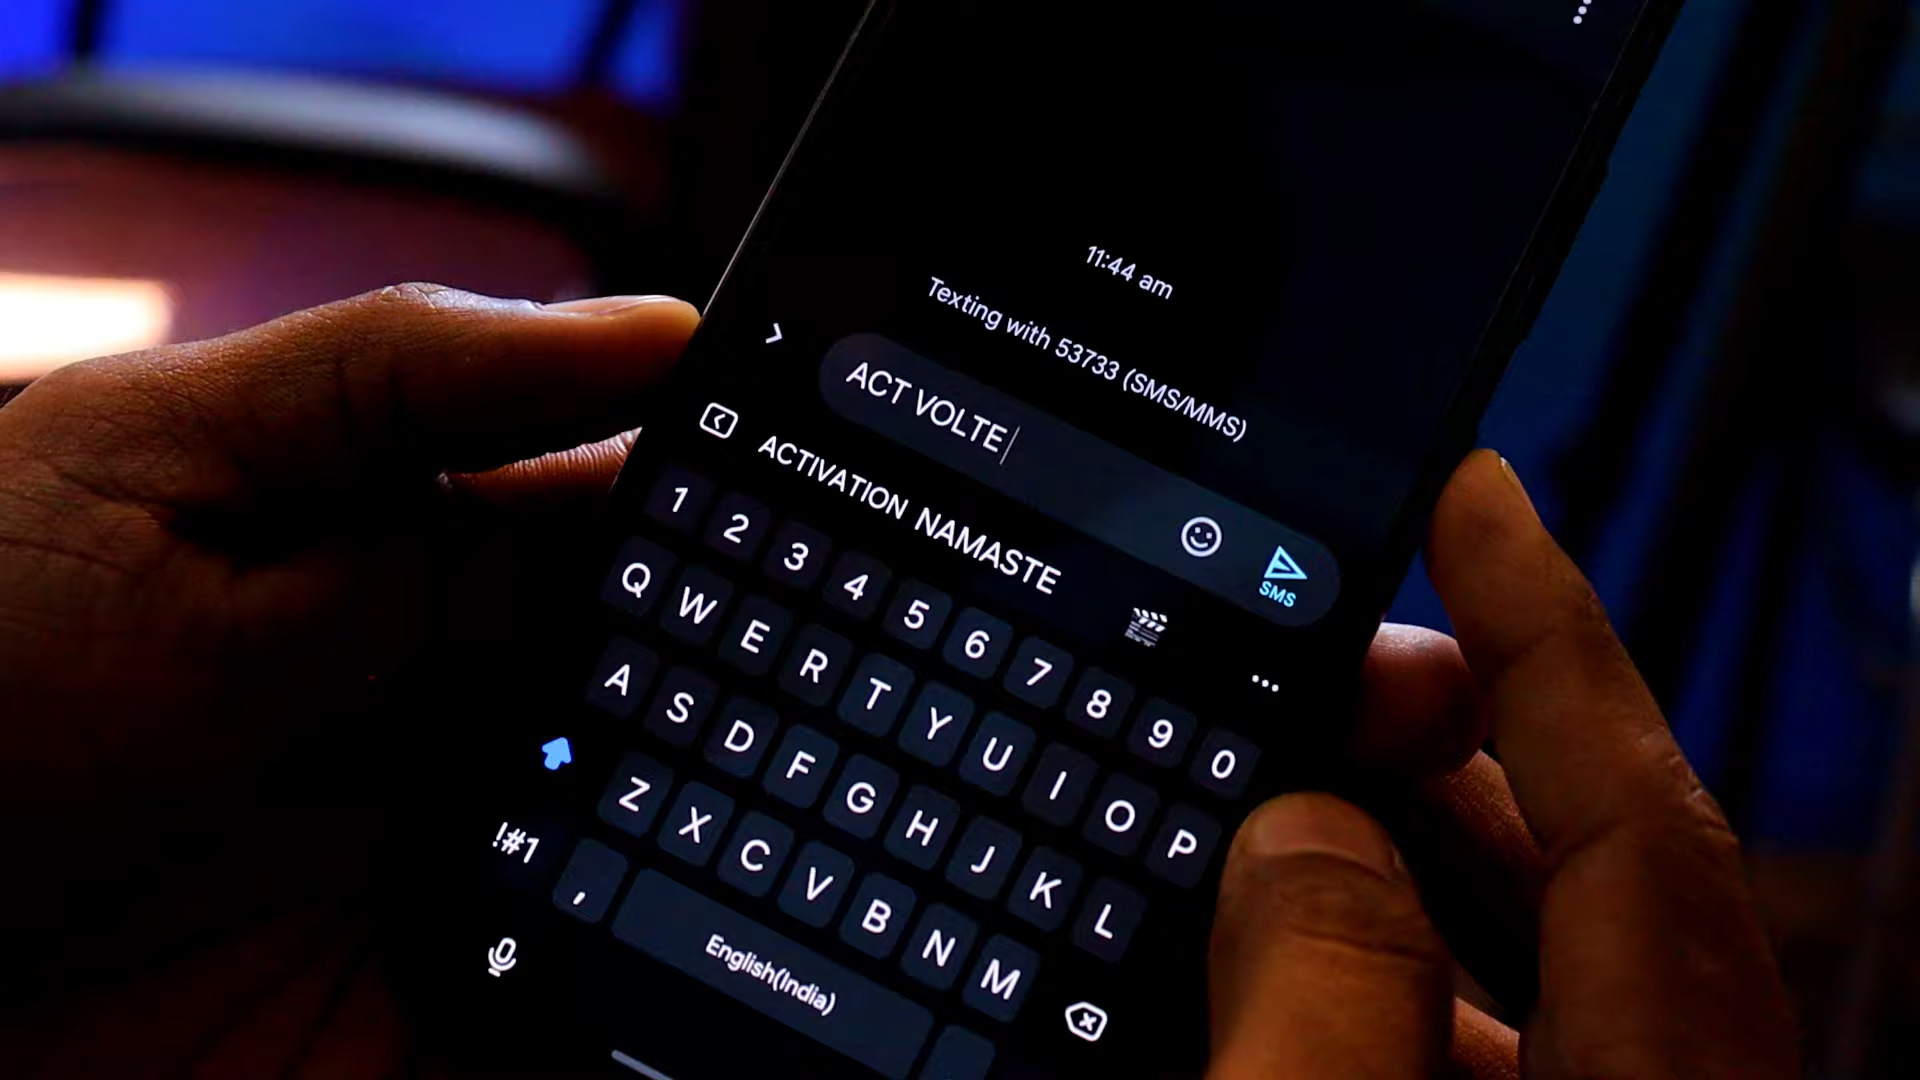 11:44 am
Texting with 53733 (SMS/MMS)
ACT VOLTE
SMS
ACTIVATION NAMASTE
1 2 3 4 5 6 7 8 9 0
Q W E R T Y U I O P
A S D F G H J K L
Z X C V B N M
!#1 , English(India)